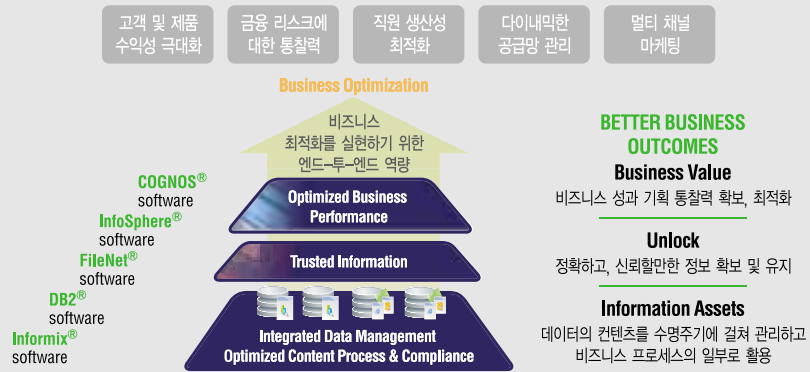 고객 및 제품
수익성 극대화
금융 리스크에
대한 통찰력
직원 생산성
최적화
다이내믹한
공급망 관리
멀티 채널
마케팅
Business Optimization
비즈니스
최적화를 실현하기 위한
엔드–투–엔드 역량
COGNOS®
software
InfoSphere®
software
FileNet®
software
DB2®
software
Informix®
software
Optimized Business
Performance
Trusted Information
Integrated Data Management
Optimized Content Process & Compliance
BETTER BUSINESS
OUTCOMES
Business Value
비즈니스 성과 기획 통찰력 확보, 최적화
Unlock
정확하고, 신뢰할만한 정보 확보 및 유지
Information Assets
데이터의 컨텐츠를 수명주기에 걸쳐 관리하고
비즈니스 프로세스의 일부로 활용